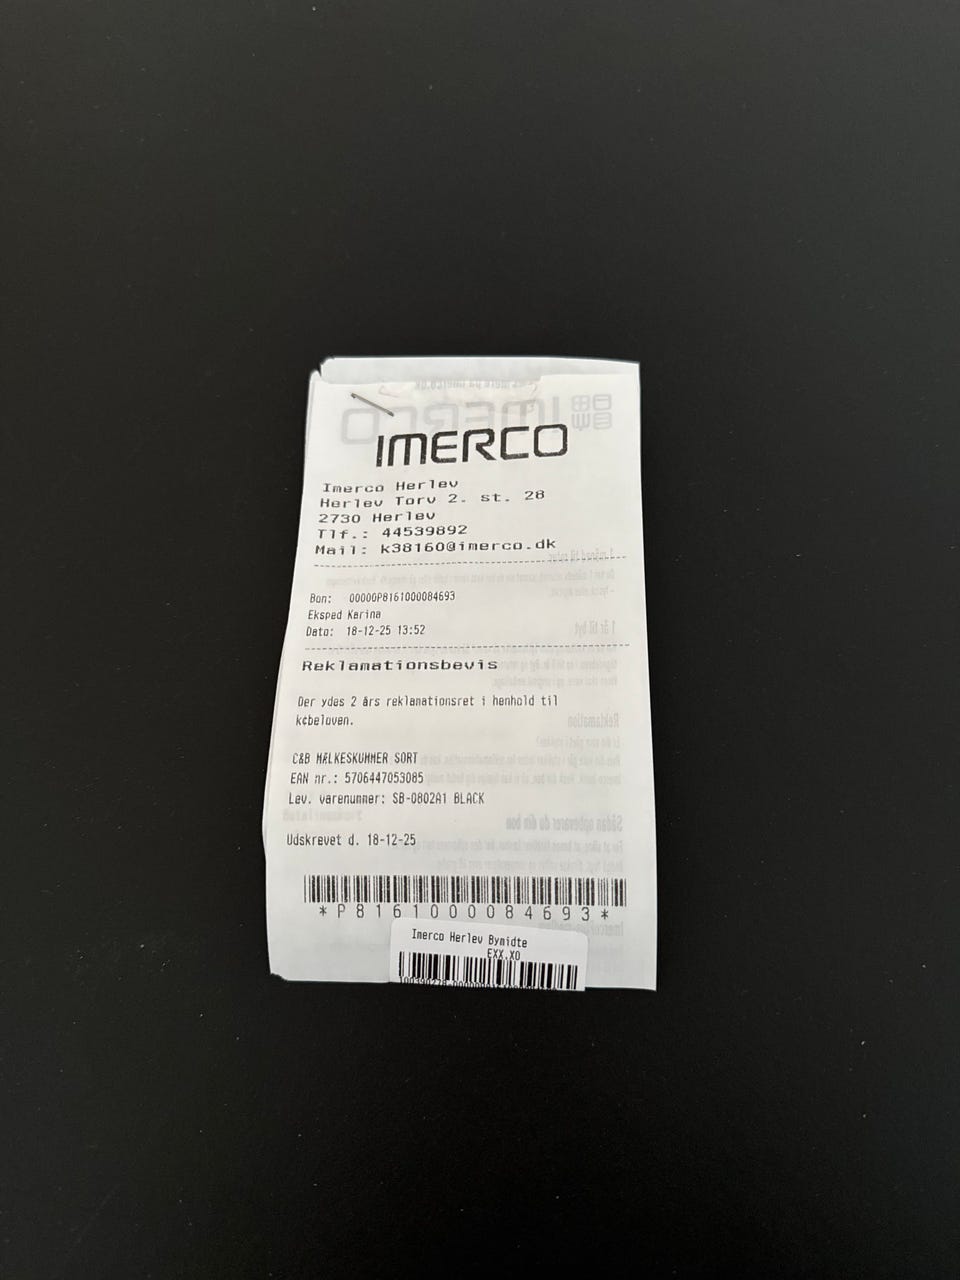 IMERCO
Imerco Herlev
Herlev Torv 2. st. 28
2730 Herlev
Tlf.: 44539892
Mail: k38160@imerco.dk
Bon: 00000P8161000084693
Eksped Karina
Dato: 18-12-25 13:52
Reklamationsbevis
Der ydes 2 års reklamationsret i henhold til
k¢beloven.
C&B MÆLKESKUMMER SORT
EAN nr.: 5706447053085
Lev. varenummer: SB-0802A1 BLACK
Udskrevet d. 18-12-25
*P8161000084693*
Imerco Herlev Bymidte
EXX.XO